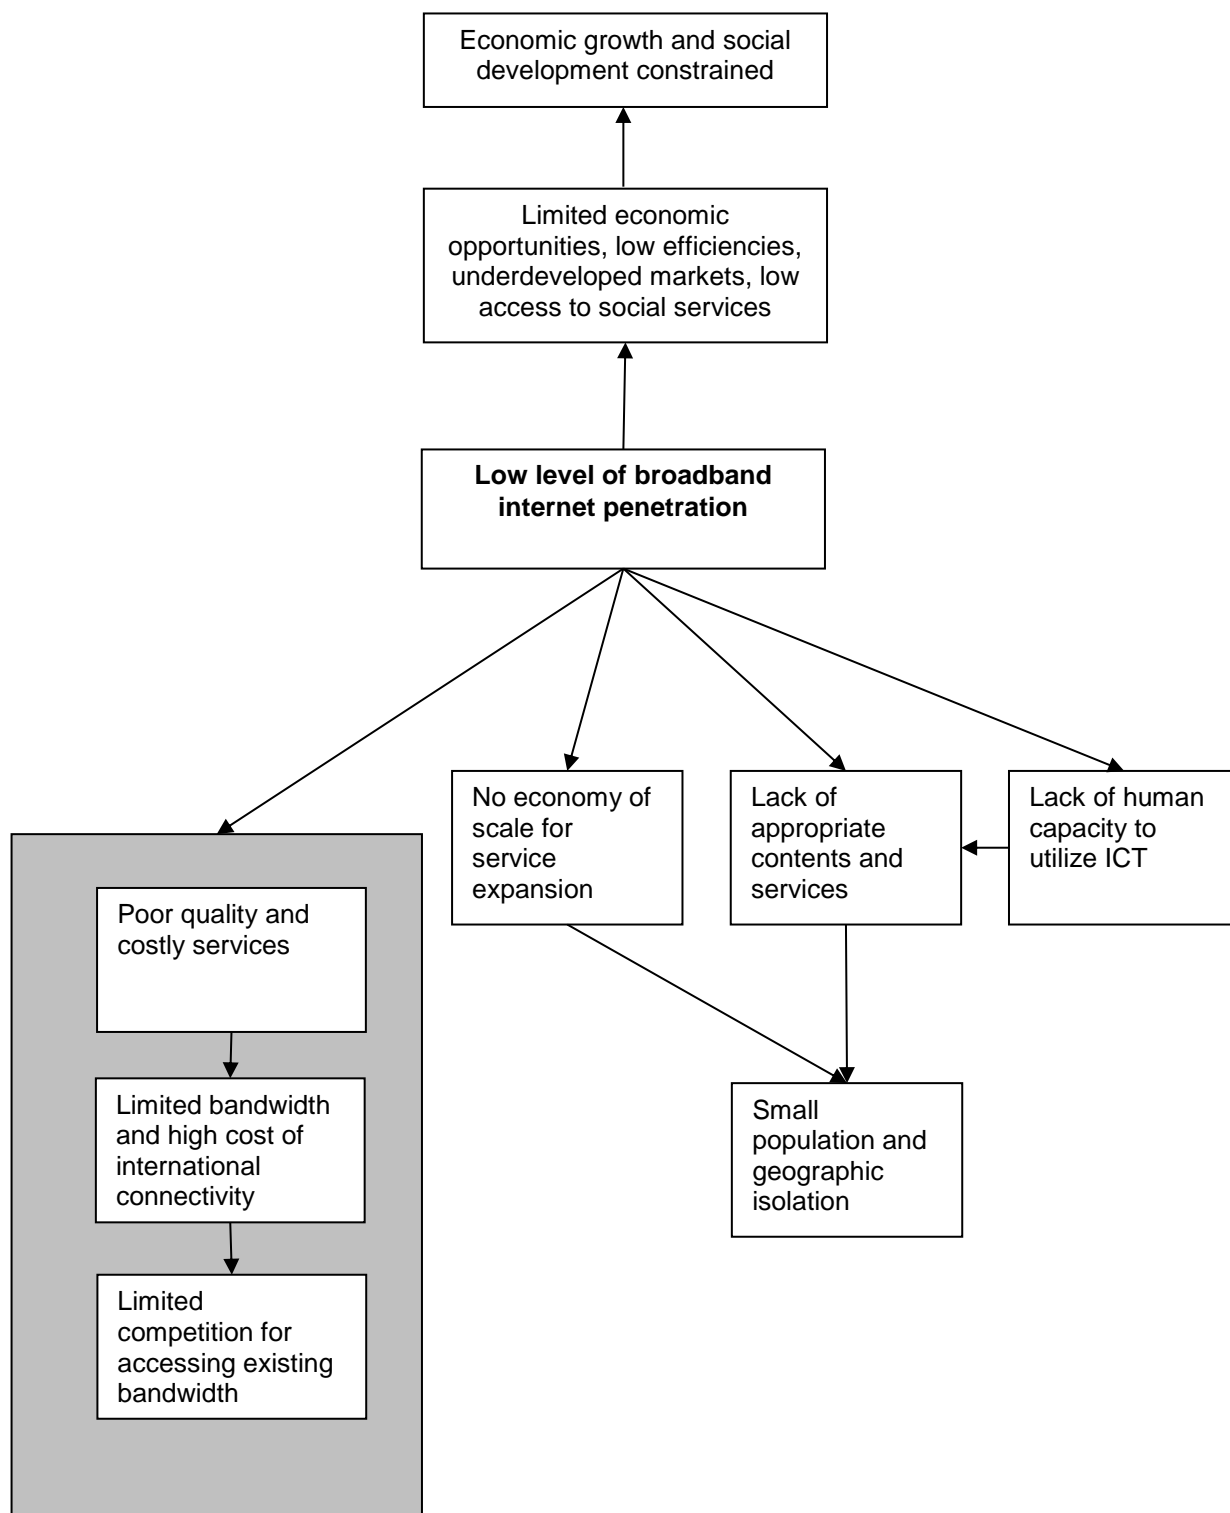 Economic growth and social
development constrained
Limited economic
opportunities, low efficiencies,
underdeveloped markets, low
access to social services
Low level of broadband
internet penetration
No economy of
scale for
service
expansion
Lack of
appropriate
contents and
services
Lack of human
capacity to
utilize ICT
Poor quality and
costly services
Limited bandwidth
and high cost of
international
connectivity
Small
population and
geographic
isolation
Limited
competition for
accessing existing
bandwidth